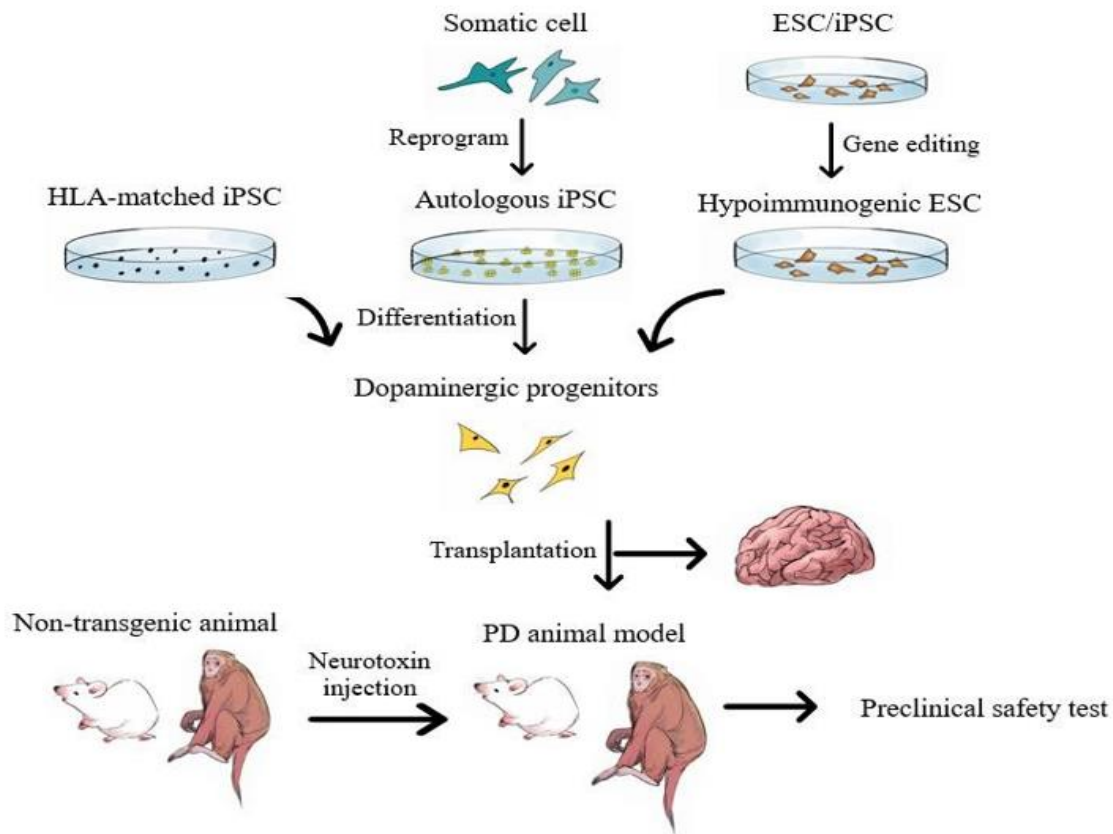 Somatic cell
ESC/iPSC
Reprogram
Gene editing
HLA-matched iPSC
Autologous iPSC
Hypoimmunogenic ESC
Differentiation
Dopaminergic progenitors
Transplantation
Non-transgenic animal
PD animal model
Neurotoxin
injection
Preclinical safety test